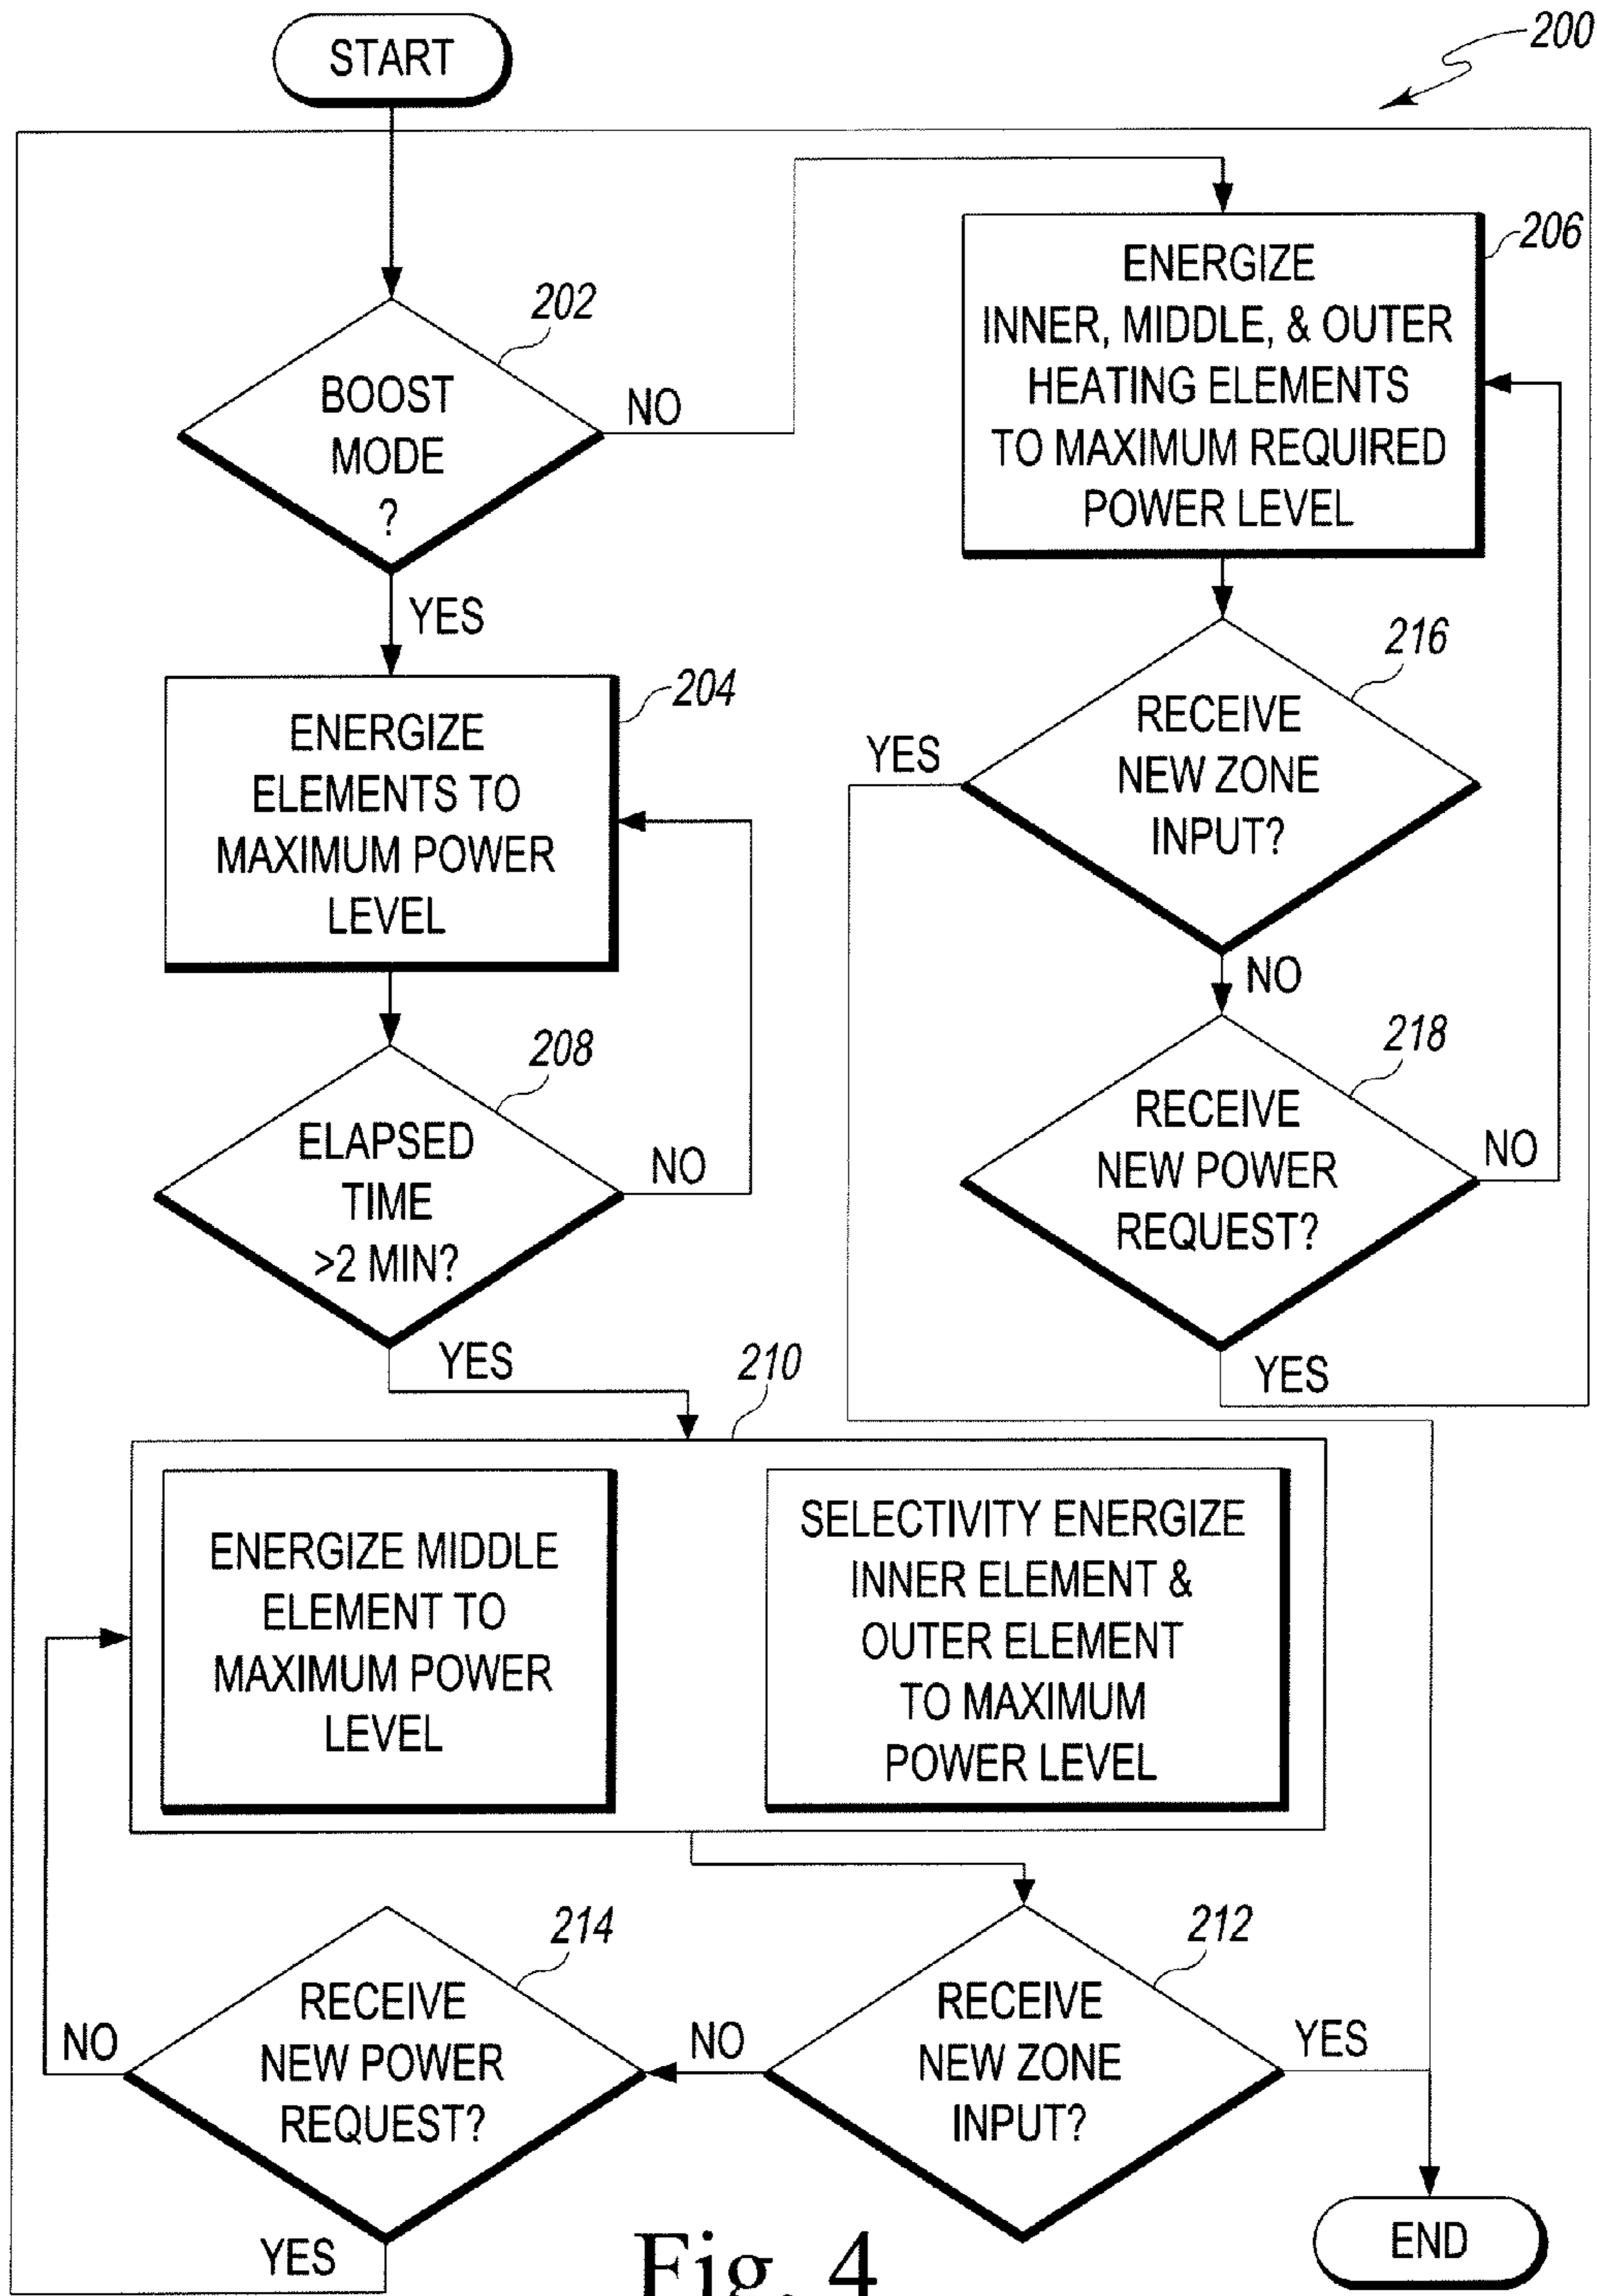 START
200
202
BOOST
MODE
?
NO
YES
206
ENERGIZE
INNER, MIDDLE, & OUTER
HEATING ELEMENTS
TO MAXIMUM REQUIRED
POWER LEVEL
204
ENERGIZE
ELEMENTS TO
MAXIMUM POWER
LEVEL
216
RECEIVE
NEW ZONE
INPUT?
YES
NO
208
ELAPSED
TIME
>2 MIN?
NO
YES
218
RECEIVE
NEW POWER
REQUEST?
NO
YES
210
ENERGIZE MIDDLE
ELEMENT TO
MAXIMUM POWER
LEVEL
SELECTIVITY ENERGIZE
INNER ELEMENT &
OUTER ELEMENT
TO MAXIMUM
POWER LEVEL
214
RECEIVE
NEW POWER
REQUEST?
NO
YES
212
RECEIVE
NEW ZONE
INPUT?
NO
YES
END
Fig. 4